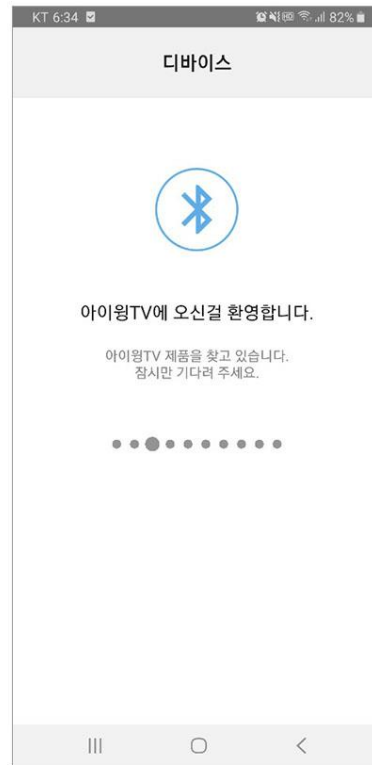 KT 6:34 82%
디바이스
아이윙TV에 오신걸 환영합니다.
아이윙TV 제품을 찾고 있습니다.
잠시만 기다려 주세요.